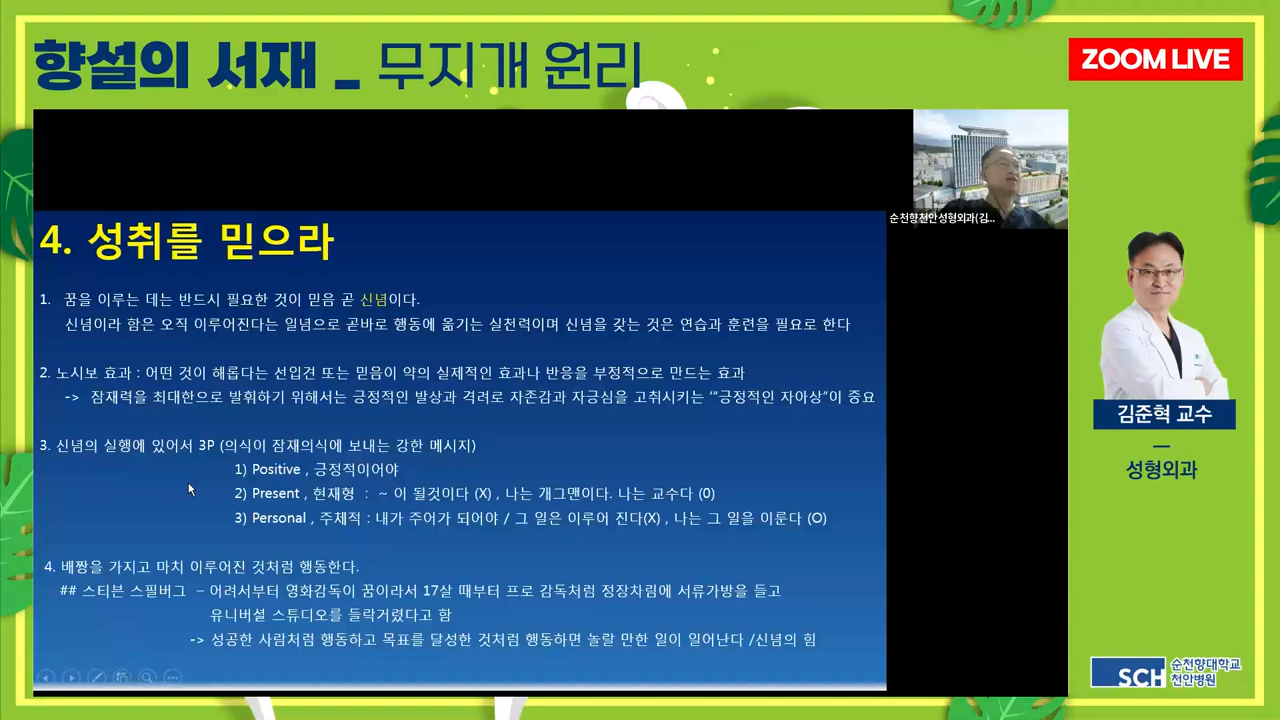 향설의 서재 _ 무지개 원리
ZOOM LIVE
순천향천안성형외과(김...
4. 성취를 믿으라
1. 꿈을 이루는 데는 반드시 필요한 것이 믿음 곧 신념이다.
신념이라 함은 오직 이루어진다는 일념으로 곧바로 행동에 옮기는 실천력이며 신념을 갖는 것은 연습과 훈련을 필요로 한다
2. 노시보 효과 : 어떤 것이 해롭다는 선입견 또는 믿음이 약의 실제적인 효과나 반응을 부정적으로 만드는 효과
-> 잠재력을 최대한으로 발휘하기 위해서는 긍정적인 발상과 격려로 자존감과 자긍심을 고취시키는 '"긍정적인 자아상"이 중요
3. 신념의 실행에 있어서 3P (의식이 잠재의식에 보내는 강한 메시지)
1) Positive , 긍정적이어야
2) Present , 현재형 : ~ 이 될것이다 (X) , 나는 개그맨이다. 나는 교수다 (0)
3) Personal , 주체적 : 내가 주어가 되어야 / 그 일은 이루어 진다(X) , 나는 그 일을 이룬다 (O)
4. 배짱을 가지고 마치 이루어진 것처럼 행동한다.
## 스티븐 스필버그 – 어려서부터 영화감독이 꿈이라서 17살 때부터 프로 감독처럼 정장차림에 서류가방을 들고
유니버셜 스튜디오를 들락거렸다고 함
-> 성공한 사람처럼 행동하고 목표를 달성한 것처럼 행동하면 놀랄 만한 일이 일어난다 /신념의 힘
김준혁 교수
성형외과
SCH 순천향대학교
천안병원